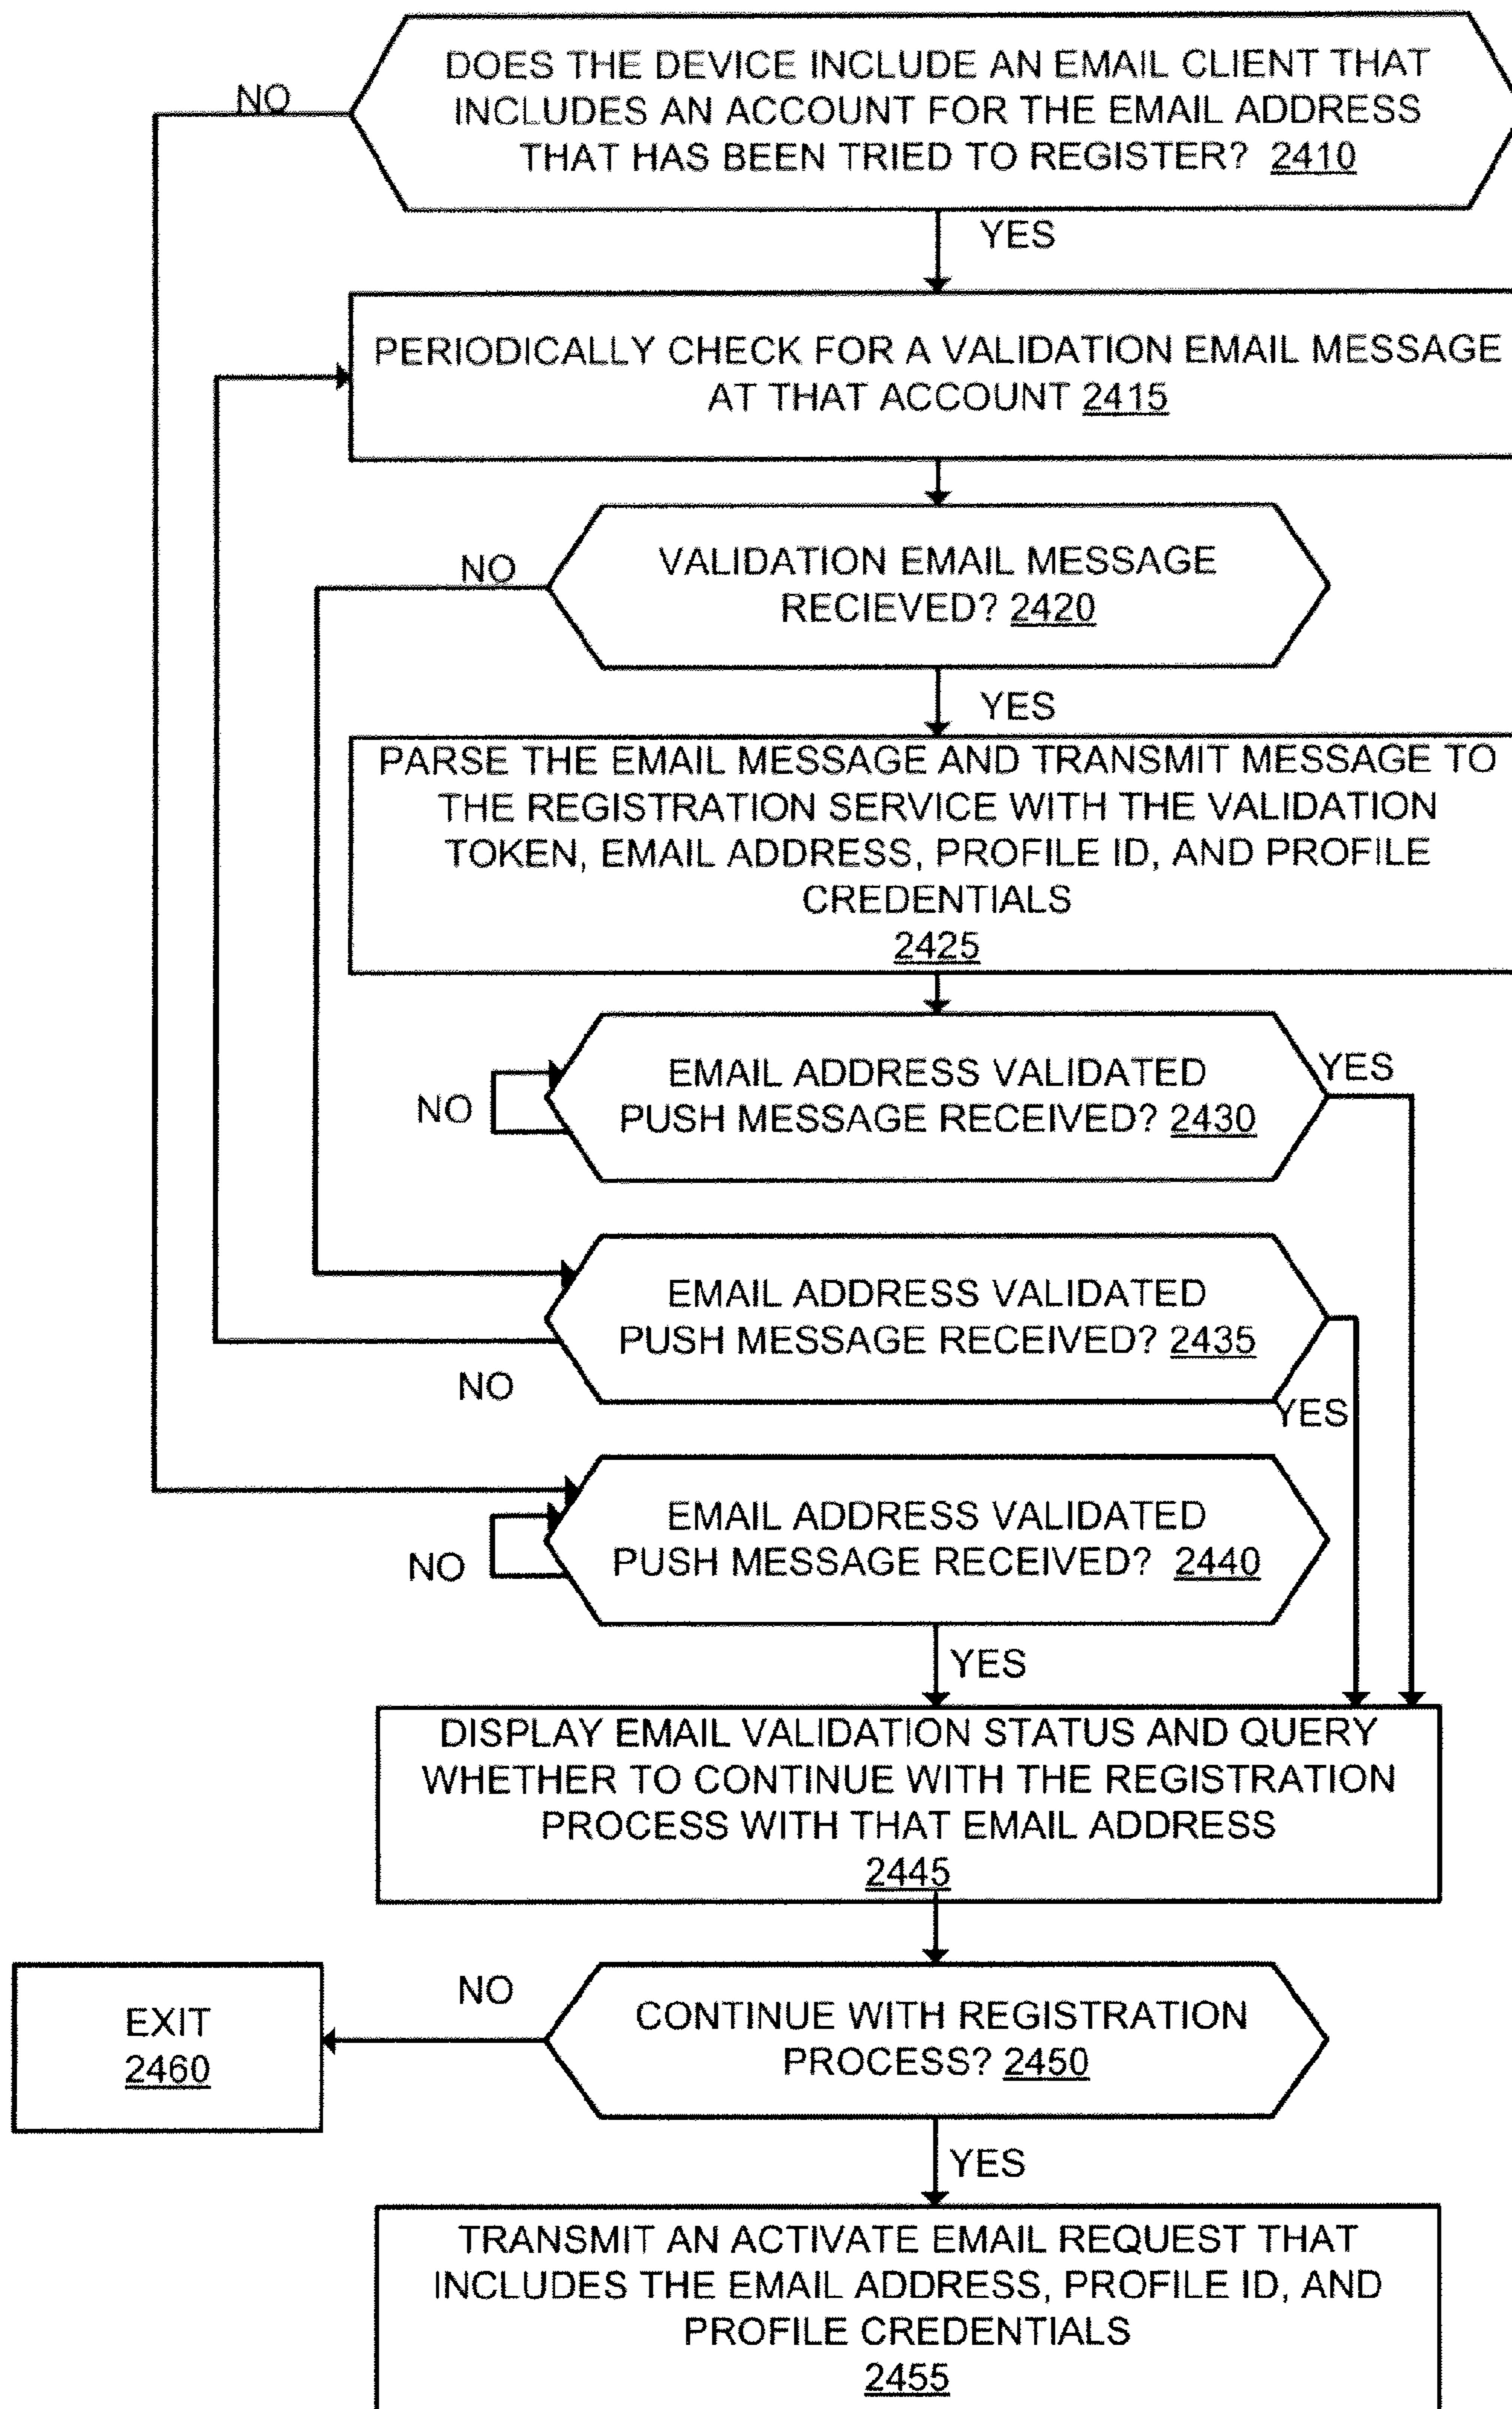 DOES THE DEVICE INCLUDE AN EMAIL CLIENT THAT
INCLUDES AN ACCOUNT FOR THE EMAIL ADDRESS
THAT HAS BEEN TRIED TO REGISTER? 2410
NO
YES
PERIODICALLY CHECK FOR A VALIDATION EMAIL MESSAGE
AT THAT ACCOUNT 2415
VALIDATION EMAIL MESSAGE
RECIEVED? 2420
NO
YES
PARSE THE EMAIL MESSAGE AND TRANSMIT MESSAGE TO
THE REGISTRATION SERVICE WITH THE VALIDATION
TOKEN, EMAIL ADDRESS, PROFILE ID, AND PROFILE
CREDENTIALS
2425
EMAIL ADDRESS VALIDATED
PUSH MESSAGE RECEIVED? 2430
YES
NO
EMAIL ADDRESS VALIDATED
PUSH MESSAGE RECEIVED? 2435
NO
YES
EMAIL ADDRESS VALIDATED
PUSH MESSAGE RECEIVED? 2440
NO
YES
DISPLAY EMAIL VALIDATION STATUS AND QUERY
WHETHER TO CONTINUE WITH THE REGISTRATION
PROCESS WITH THAT EMAIL ADDRESS
2445
NO
CONTINUE WITH REGISTRATION
PROCESS? 2450
EXIT
2460
YES
TRANSMIT AN ACTIVATE EMAIL REQUEST THAT
INCLUDES THE EMAIL ADDRESS, PROFILE ID, AND
PROFILE CREDENTIALS
2455